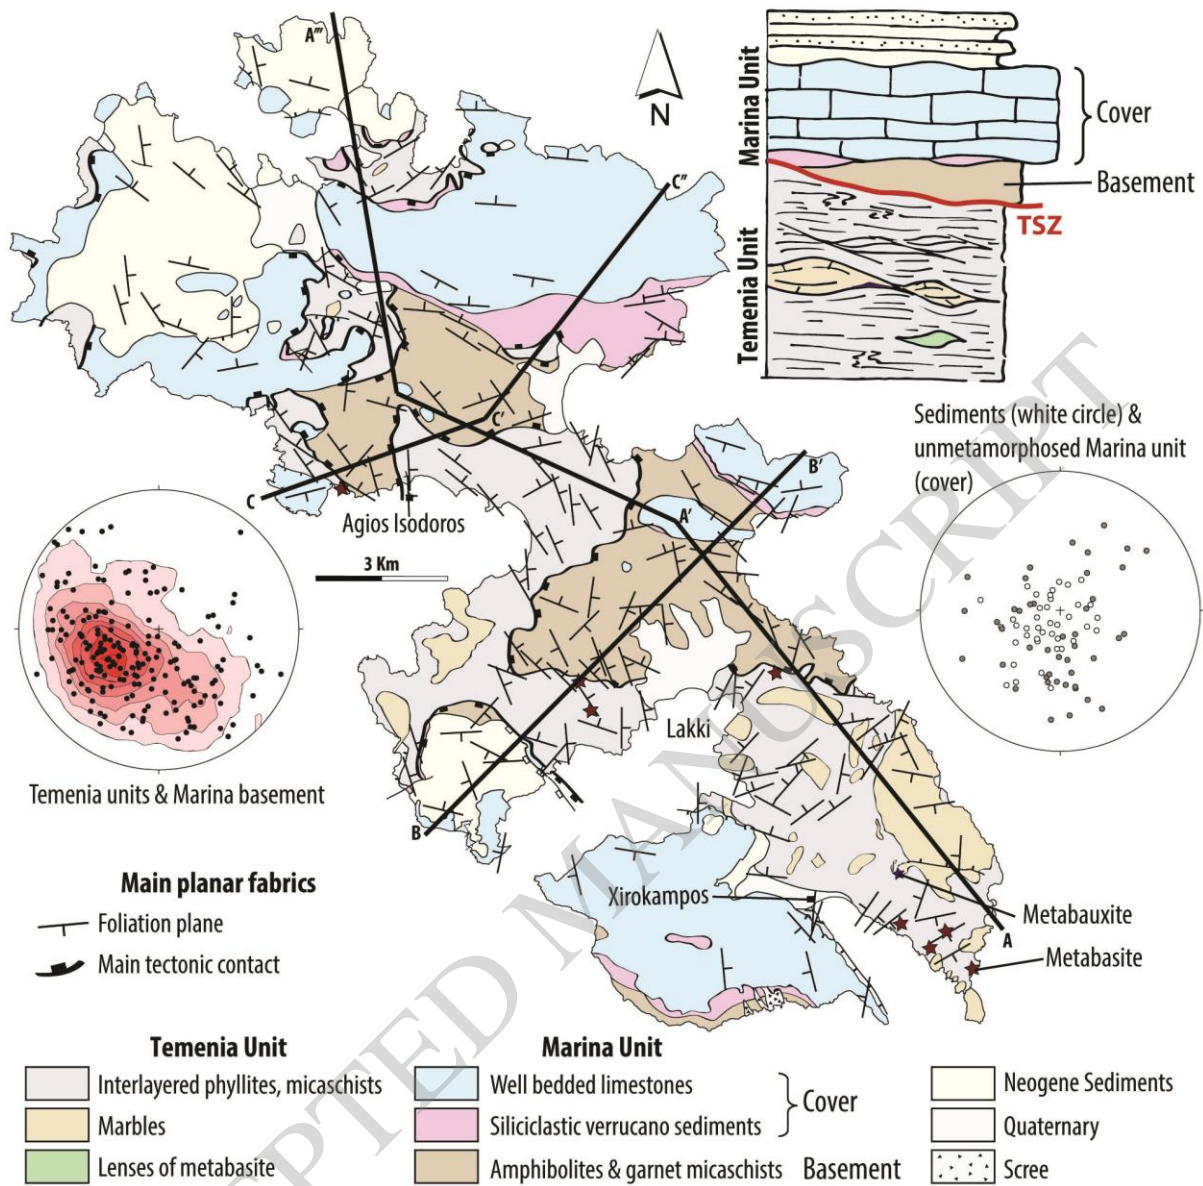 A'''
N
Marina Unit
Temenia Unit
Cover
Basement
TSZ
C''
C'
C
Agios Isodoros
3 Km
B'
A'
Sediments (white circle) &
unmetamorphosed Marina unit
(cover)
Temenia units & Marina basement
Lakki
B
Xirokampos
A
Metabauxite
Metabasite
Main planar fabrics
Foliation plane
Main tectonic contact
Temenia Unit
Interlayered phyllites, micaschists
Marbles
Lenses of metabasite
Marina Unit
Well bedded limestones
Siliciclastic verrucano sediments
Cover
Amphibolites & garnet micaschists
Basement
Neogene Sediments
Quaternary
Scree
EPTED MANUSCRIPT